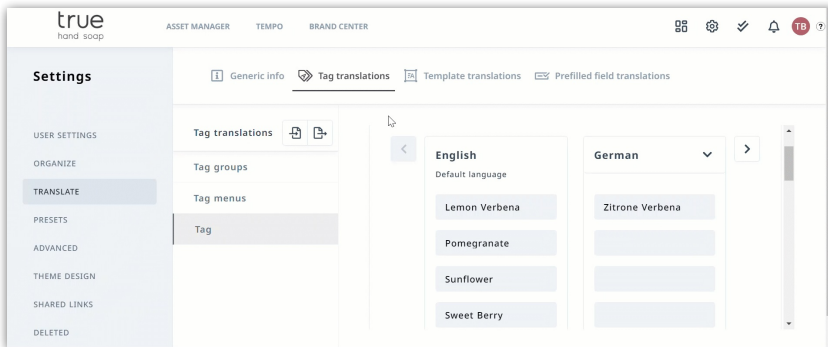 true
hand soap
ASSET MANAGER TEMPO BRAND CENTER
TB ?
Settings
Generic info Tag translations Template translations Prefilled field translations
USER SETTINGS
ORGANIZE
TRANSLATE
PRESETS
ADVANCED
THEME DESIGN
SHARED LINKS
DELETED
Tag translations
Tag groups
Tag menus
Tag
English
Default language
Lemon Verbena
Pomegranate
Sunflower
Sweet Berry
German
Zitrone Verbena